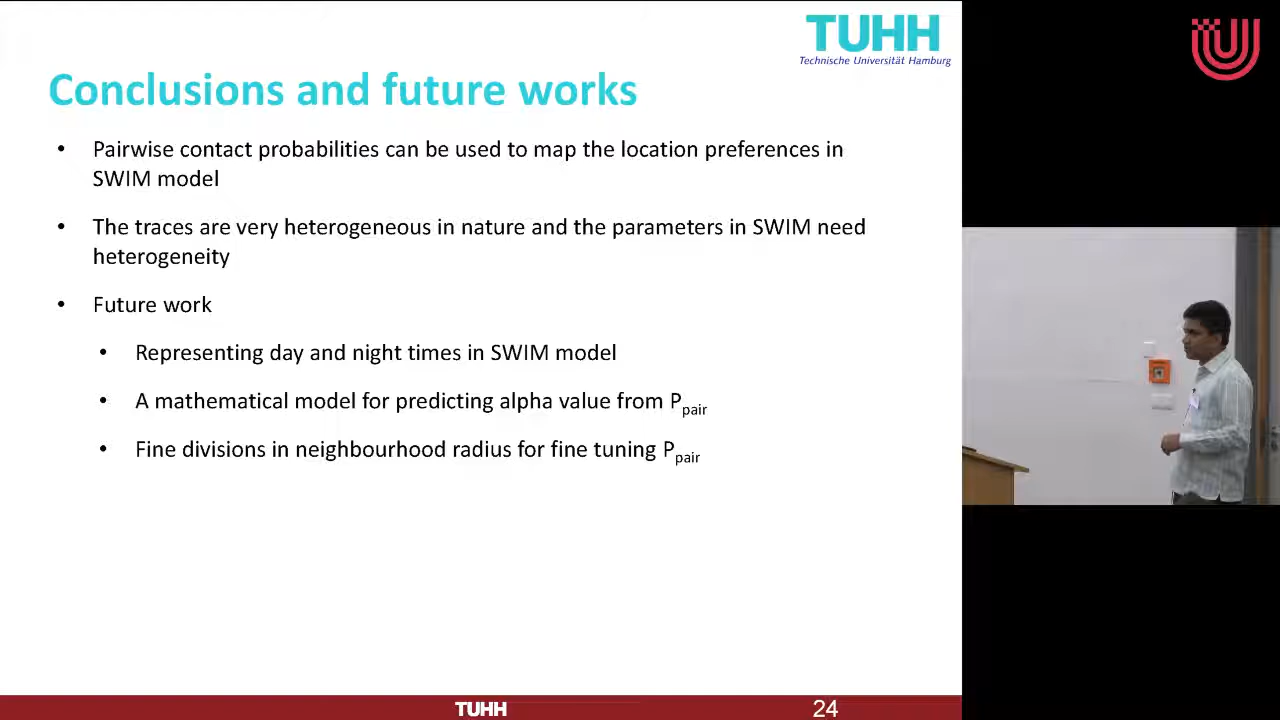 TUHH
Technische Universität Hamburg
Conclusions and future works
• Pairwise contact probabilities can be used to map the location preferences in
SWIM model
• The traces are very heterogeneous in nature and the parameters in SWIM need
heterogeneity
• Future work
• Representing day and night times in SWIM model
• A mathematical model for predicting alpha value from Ppair
• Fine divisions in neighbourhood radius for fine tuning Ppair
TUHH
24